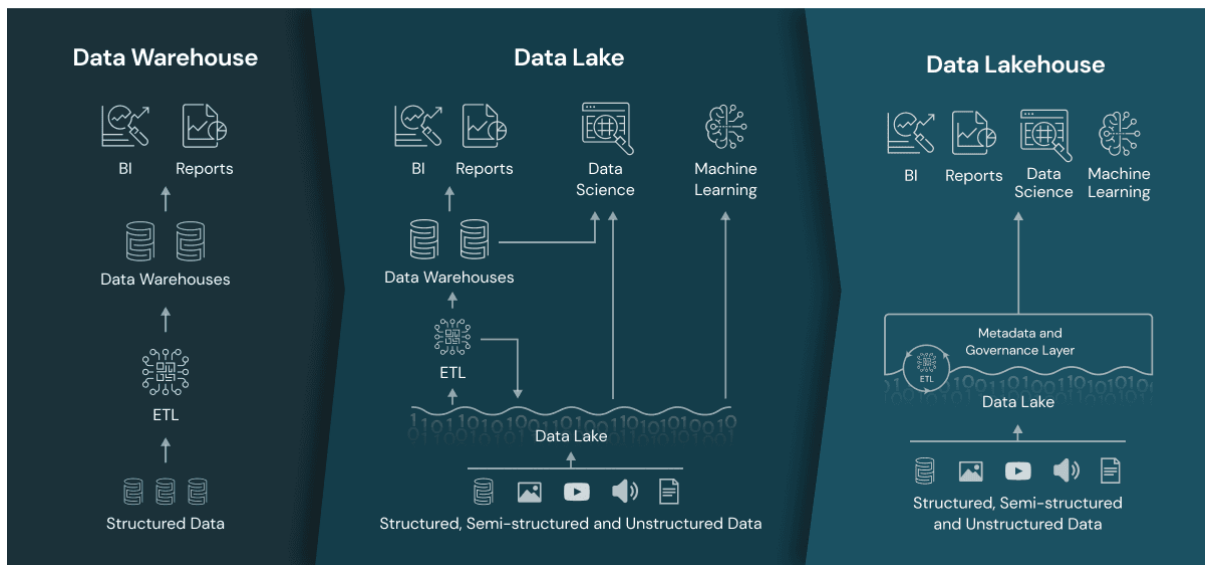 Data Warehouse
BI
Reports
Data Warehouses
ETL
Structured Data
Data Lake
BI
Reports
Data
Science
Machine
Learning
Data Warehouses
ETL
Data Lake
Structured, Semi-structured and Unstructured Data
Data Lakehouse
BI
Reports
Data
Science
Machine
Learning
Metadata and
Governance Layer
ETL
Data Lake
Structured, Semi-structured
and Unstructured Data